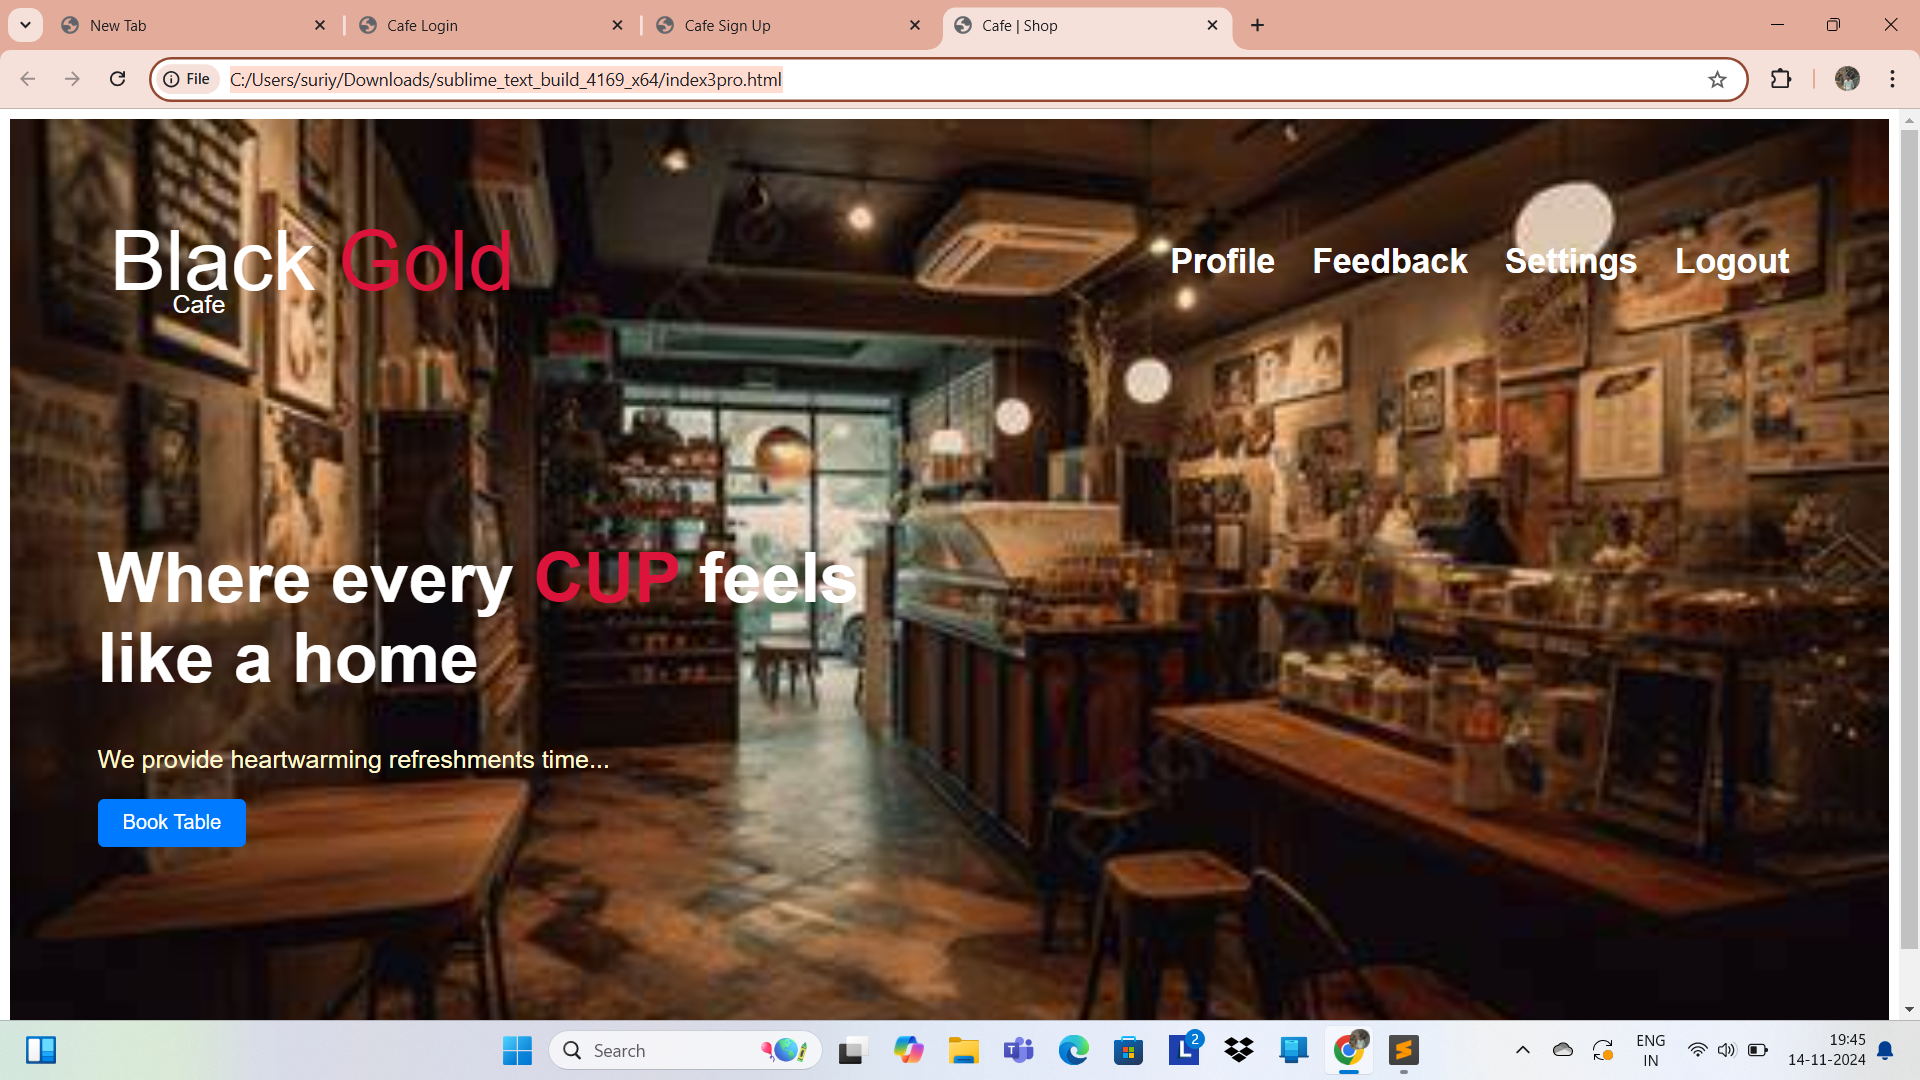 New Tab
Cafe Login
Cafe Sign Up
Cafe | Shop
File
C:/Users/suriy/Downloads/sublime_text_build_4169_x64/index3pro.html
Black Gold
Cafe
Profile
Feedback
Settings
Logout
Where every CUP feels
like a home
We provide heartwarming refreshments time...
Book Table
Search
2
ENG
IN
19:45
14-11-2024